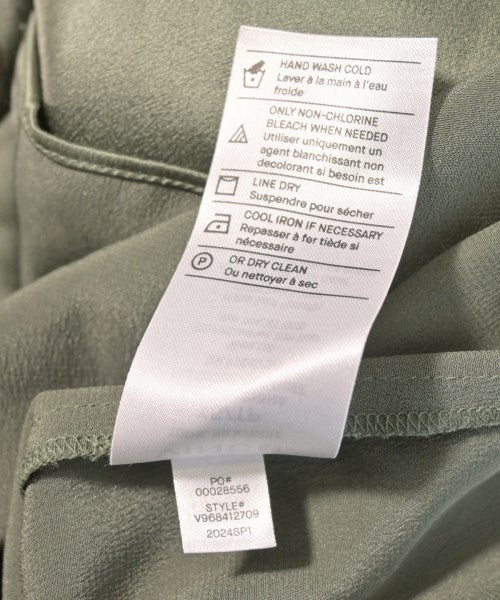 HAND WASH COLD
Laver à la main à l'eau
froide
ONLY NON-CHLORINE
BLEACH WHEN NEEDED
Utiliser uniquement un
agent blanchissant non
decolorant si besoin est
LINE DRY
Suspendre pour sécher
COOL IRON IF NECESSARY
Repasser à fer tiède si
nécessaire
P
OR DRY CLEAN
Ou nettoyer à sec
PO#
00028556
STYLE#
V968412709
2024SP1